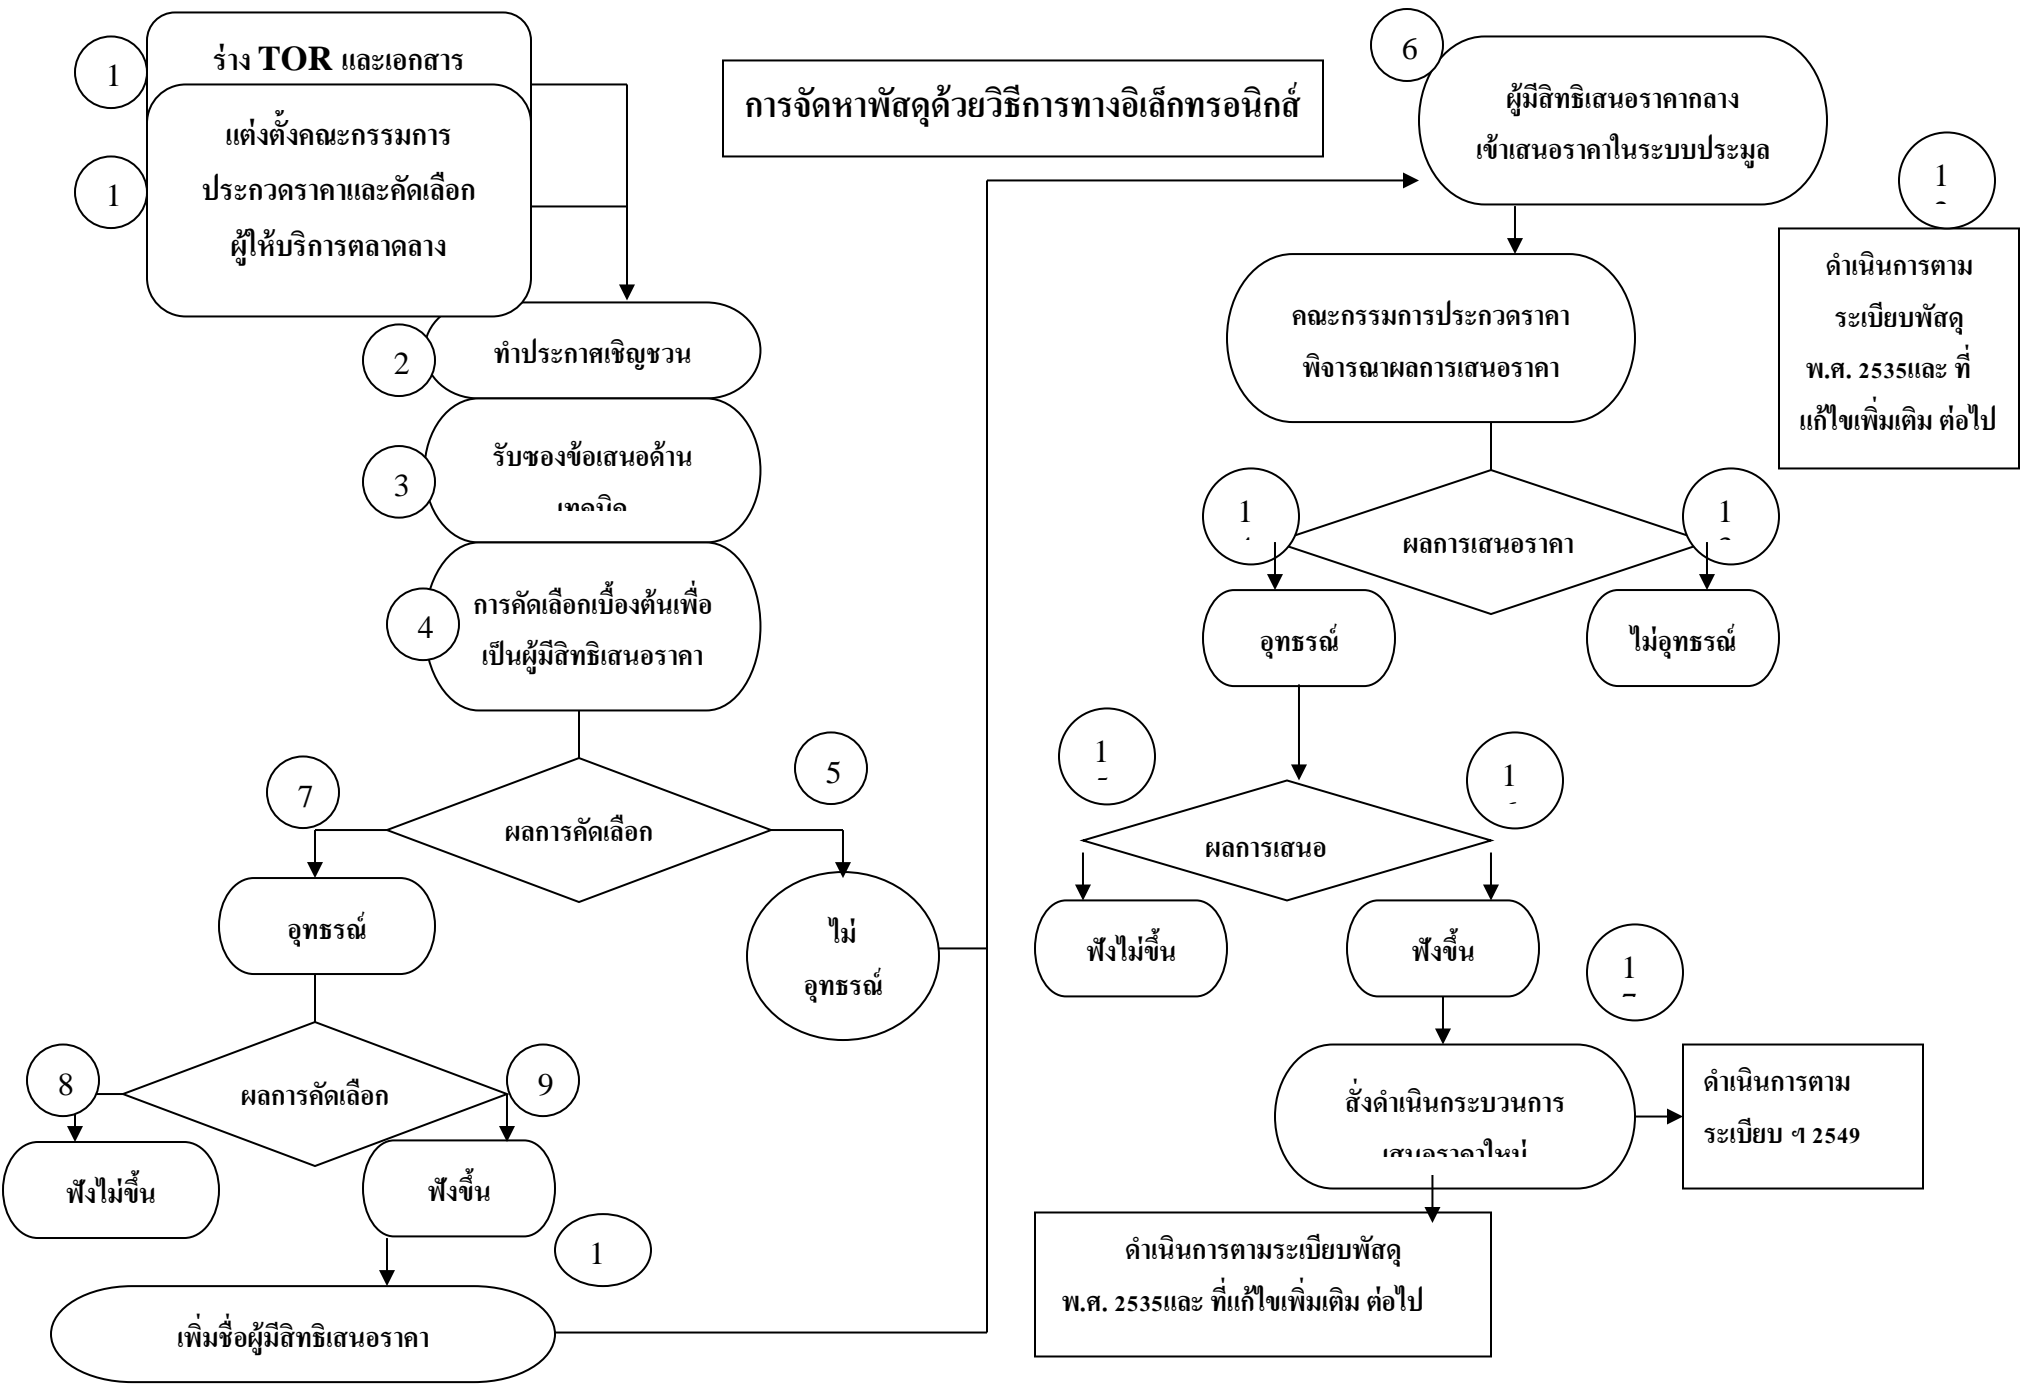 1
ร่าง TOR และเอกสาร
1
แต่งตั้งคณะกรรมการ
ประกวดราคาและคัดเลือก
ผู้ให้บริการตลาดกลาง
2
ทำประกาศเชิญชวน
3
รับซองข้อเสนอด้าน
เทคนิค
4
การคัดเลือกเบื้องต้นเพื่อ
เป็นผู้มีสิทธิเสนอราคา
7
5
ผลการคัดเลือก
อุทธรณ์
ไม่
อุทธรณ์
8
9
ผลการคัดเลือก
ฟังไม่ขึ้น
ฟังขึ้น
1
เพิ่มชื่อผู้มีสิทธิเสนอราคา
การจัดหาพัสดุด้วยวิธีการทางอิเล็กทรอนิกส์
6
ผู้มีสิทธิเสนอราคากลาง
เข้าเสนอราคาในระบบประมูล
1
ดำเนินการตาม
ระเบียบพัสดุ
พ.ศ. 2535และ ที่
แก้ไขเพิ่มเติม ต่อไป
คณะกรรมการประกวดราคา
พิจารณาผลการเสนอราคา
1
1
ผลการเสนอราคา
อุทธรณ์
ไม่อุทธรณ์
1
1
ผลการเสนอ
ฟังไม่ขึ้น
ฟังขึ้น
1
สั่งดำเนินกระบวนการ
เสนอราคาใหม่
ดำเนินการตาม
ระเบียบ ฯ 2549
ดำเนินการตามระเบียบพัสดุ
พ.ศ. 2535และ ที่แก้ไขเพิ่มเติม ต่อไป